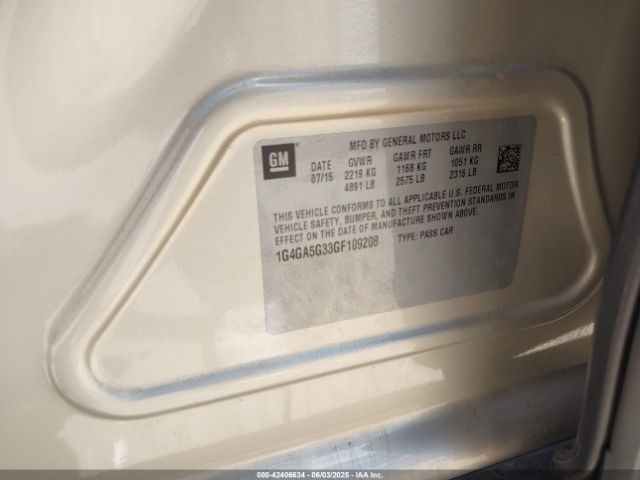 MFD BY GENERAL MOTORS LLC
GM
DATE GVWR GAWR FRT GAWR RR
07/15 2219 KG 1168 KG 1051 KG
4891 LB 2575 LB 2316 LB
THIS VEHICLE CONFORMS TO ALL APPLICABLE U.S. FEDERAL MOTOR
VEHICLE SAFETY, BUMPER, AND THEFT PREVENTION STANDARDS IN
EFFECT ON THE DATE OF MANUFACTURE SHOWN ABOVE.
1G4GA5G33GF109208 TYPE: PASS CAR
000-42406634 - 06/03/2025 - IAA Inc.